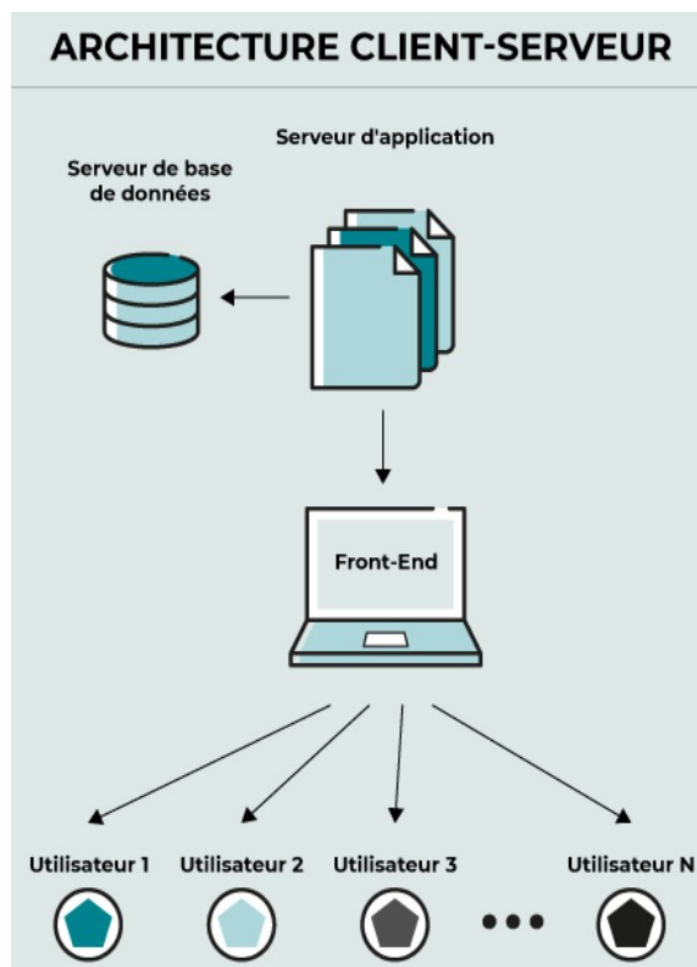 ARCHITECTURE CLIENT-SERVEUR
Serveur d'application
Serveur de base
de données
Front-End
Utilisateur 1
Utilisateur 2
Utilisateur 3
Utilisateur N